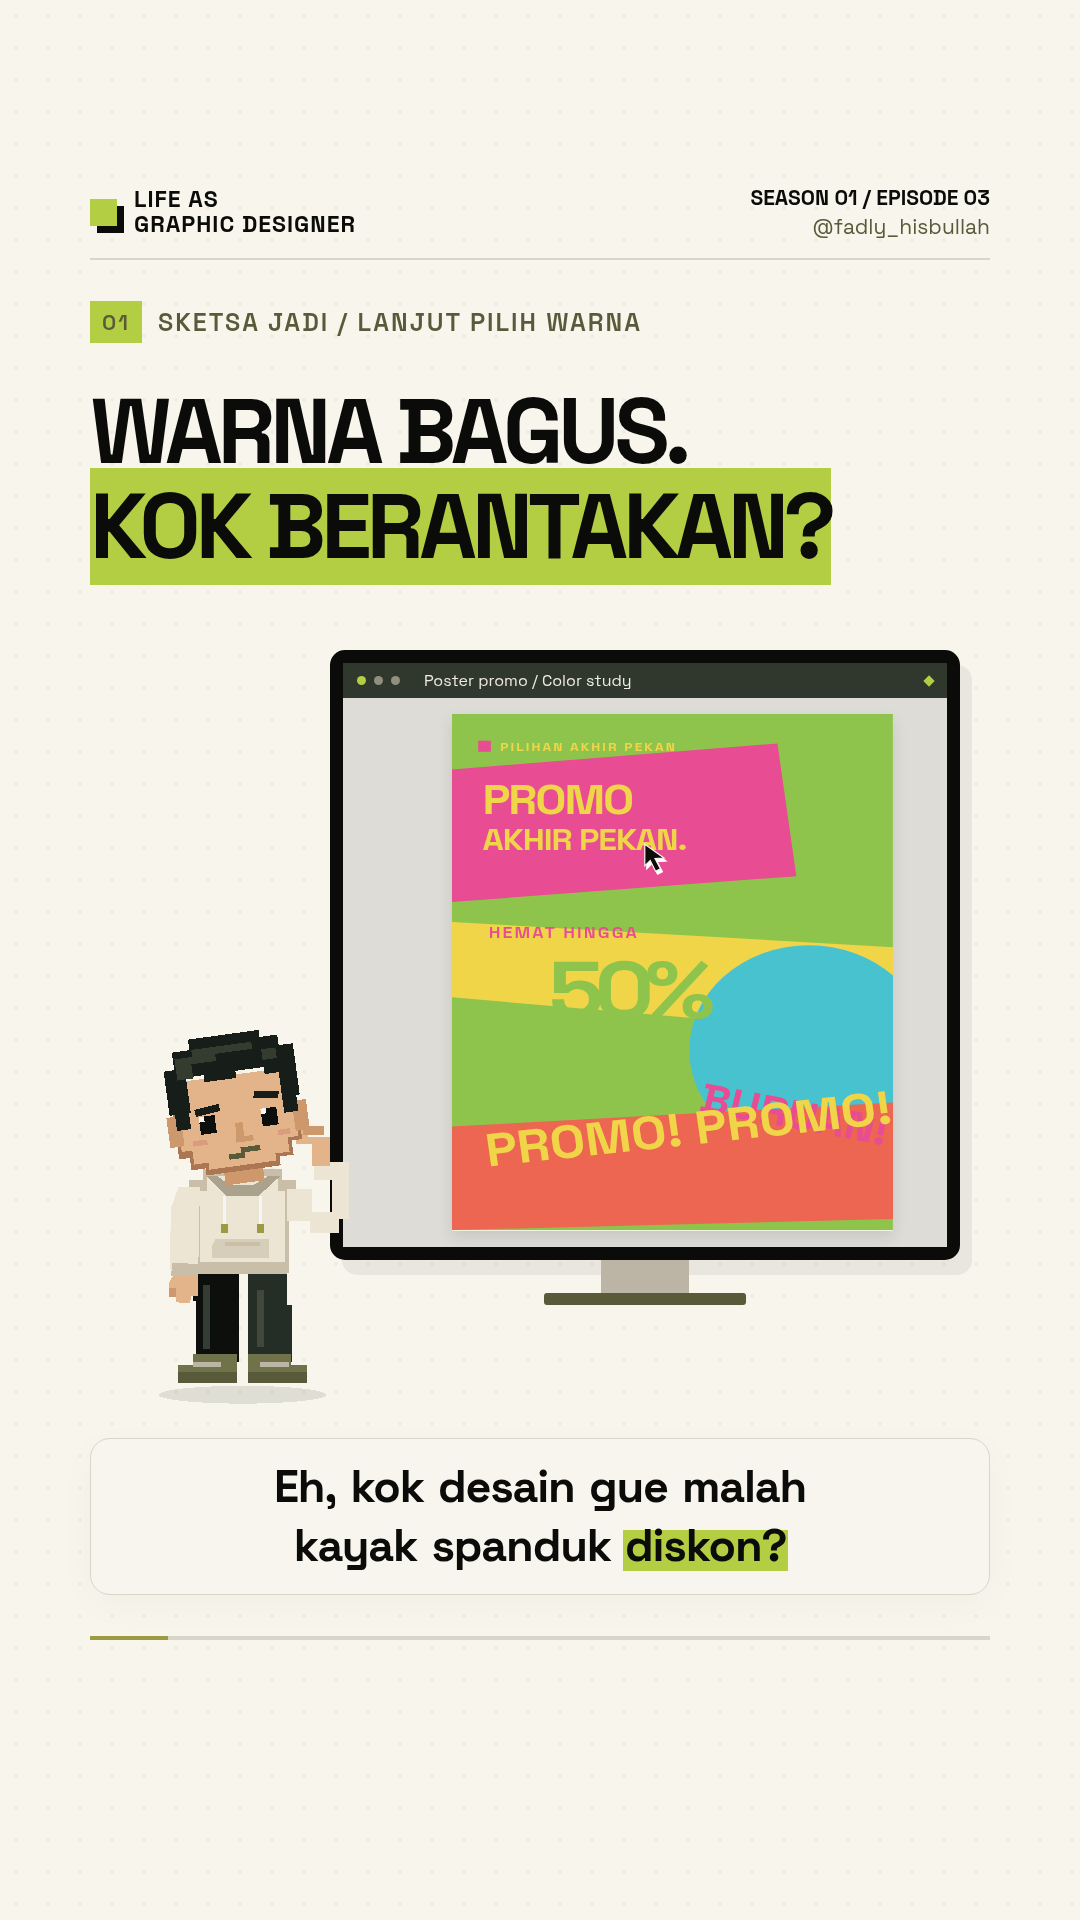 LIFE AS
GRAPHIC DESIGNER
SEASON 01 / EPISODE 03
@fadly_hisbullah
01 SKETSA JADI / LANJUT PILIH WARNA
WARNA BAGUS.
KOK BERANTAKAN?
Poster promo / Color study
PILIHAN AKHIR PEKAN
PROMO
AKHIR PEKAN.
HEMAT HINGGA
50%
PROMO! PROMO!
Eh, kok desain gue malah
kayak spanduk diskon?